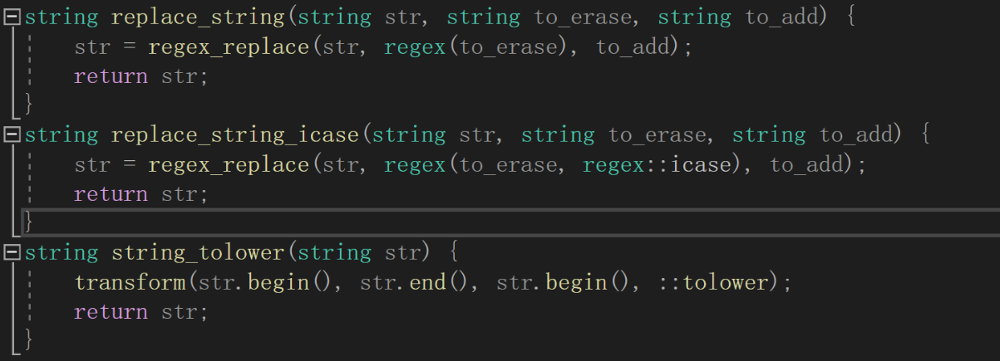 string replace_string(string str, string to_erase, string to_add) {
    str = regex_replace(str, regex(to_erase), to_add);
    return str;
}
string replace_string_icase(string str, string to_erase, string to_add) {
    str = regex_replace(str, regex(to_erase, regex::icase), to_add);
    return str;
}
string string_tolower(string str) {
    transform(str.begin(), str.end(), str.begin(), ::tolower);
    return str;
}